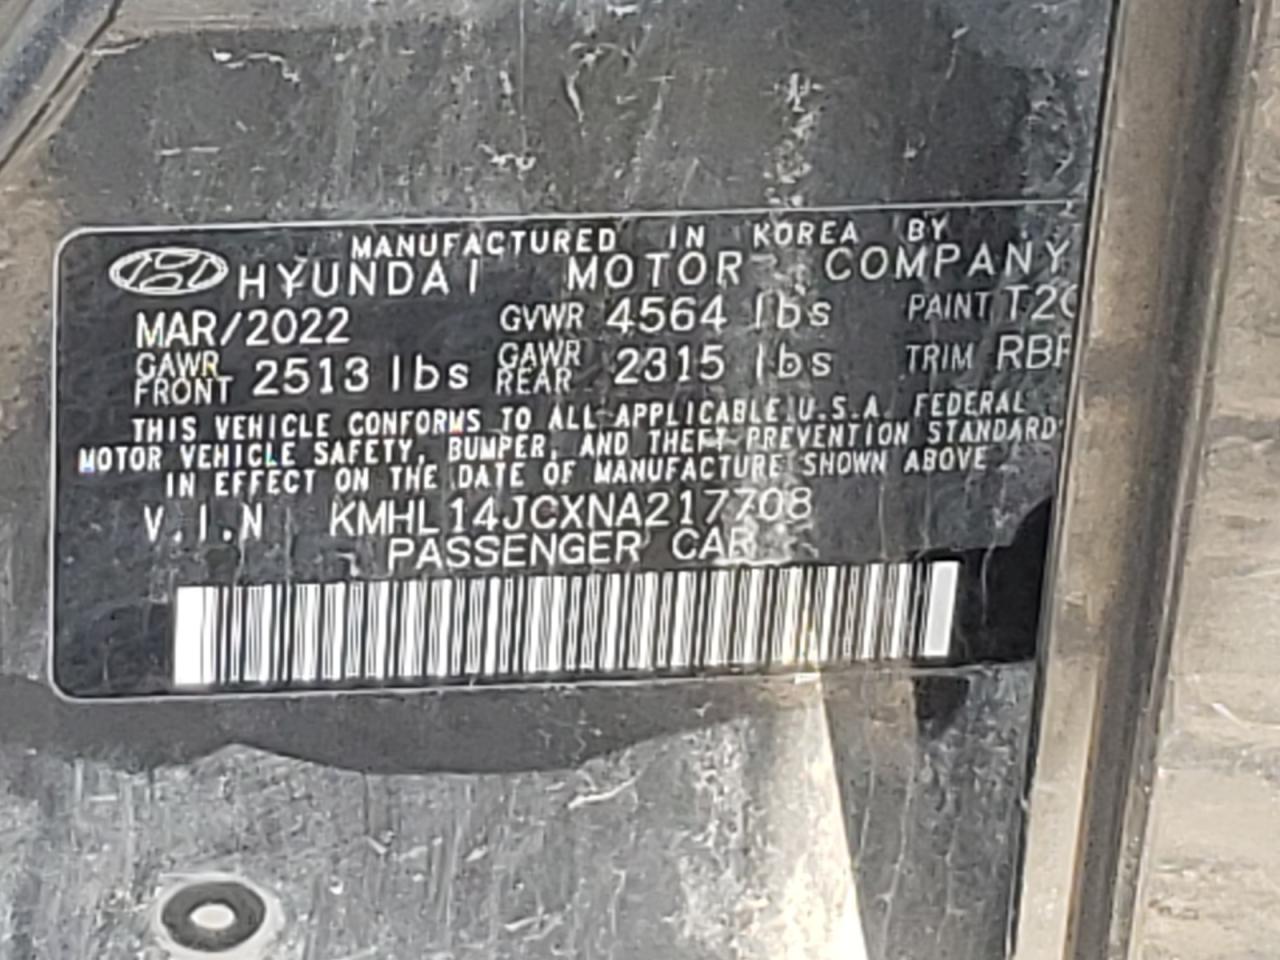 MANUFACTURED IN KOREA BY
HYUNDAI MOTOR COMPANY
MAR/2022 GVWR 4564 lbs PAINT
GAWR FRONT 2513 lbs GAWR REAR 2315 lbs TRIM
THIS VEHICLE CONFORMS TO ALL APPLICABLE U.S.A. FEDERAL
MOTOR VEHICLE SAFETY, BUMPER, AND THEFT PREVENTION STANDARD
IN EFFECT ON THE DATE OF MANUFACTURE SHOWN ABOVE
V.I.N KMHL14JCXNA217708
PASSENGER CAR